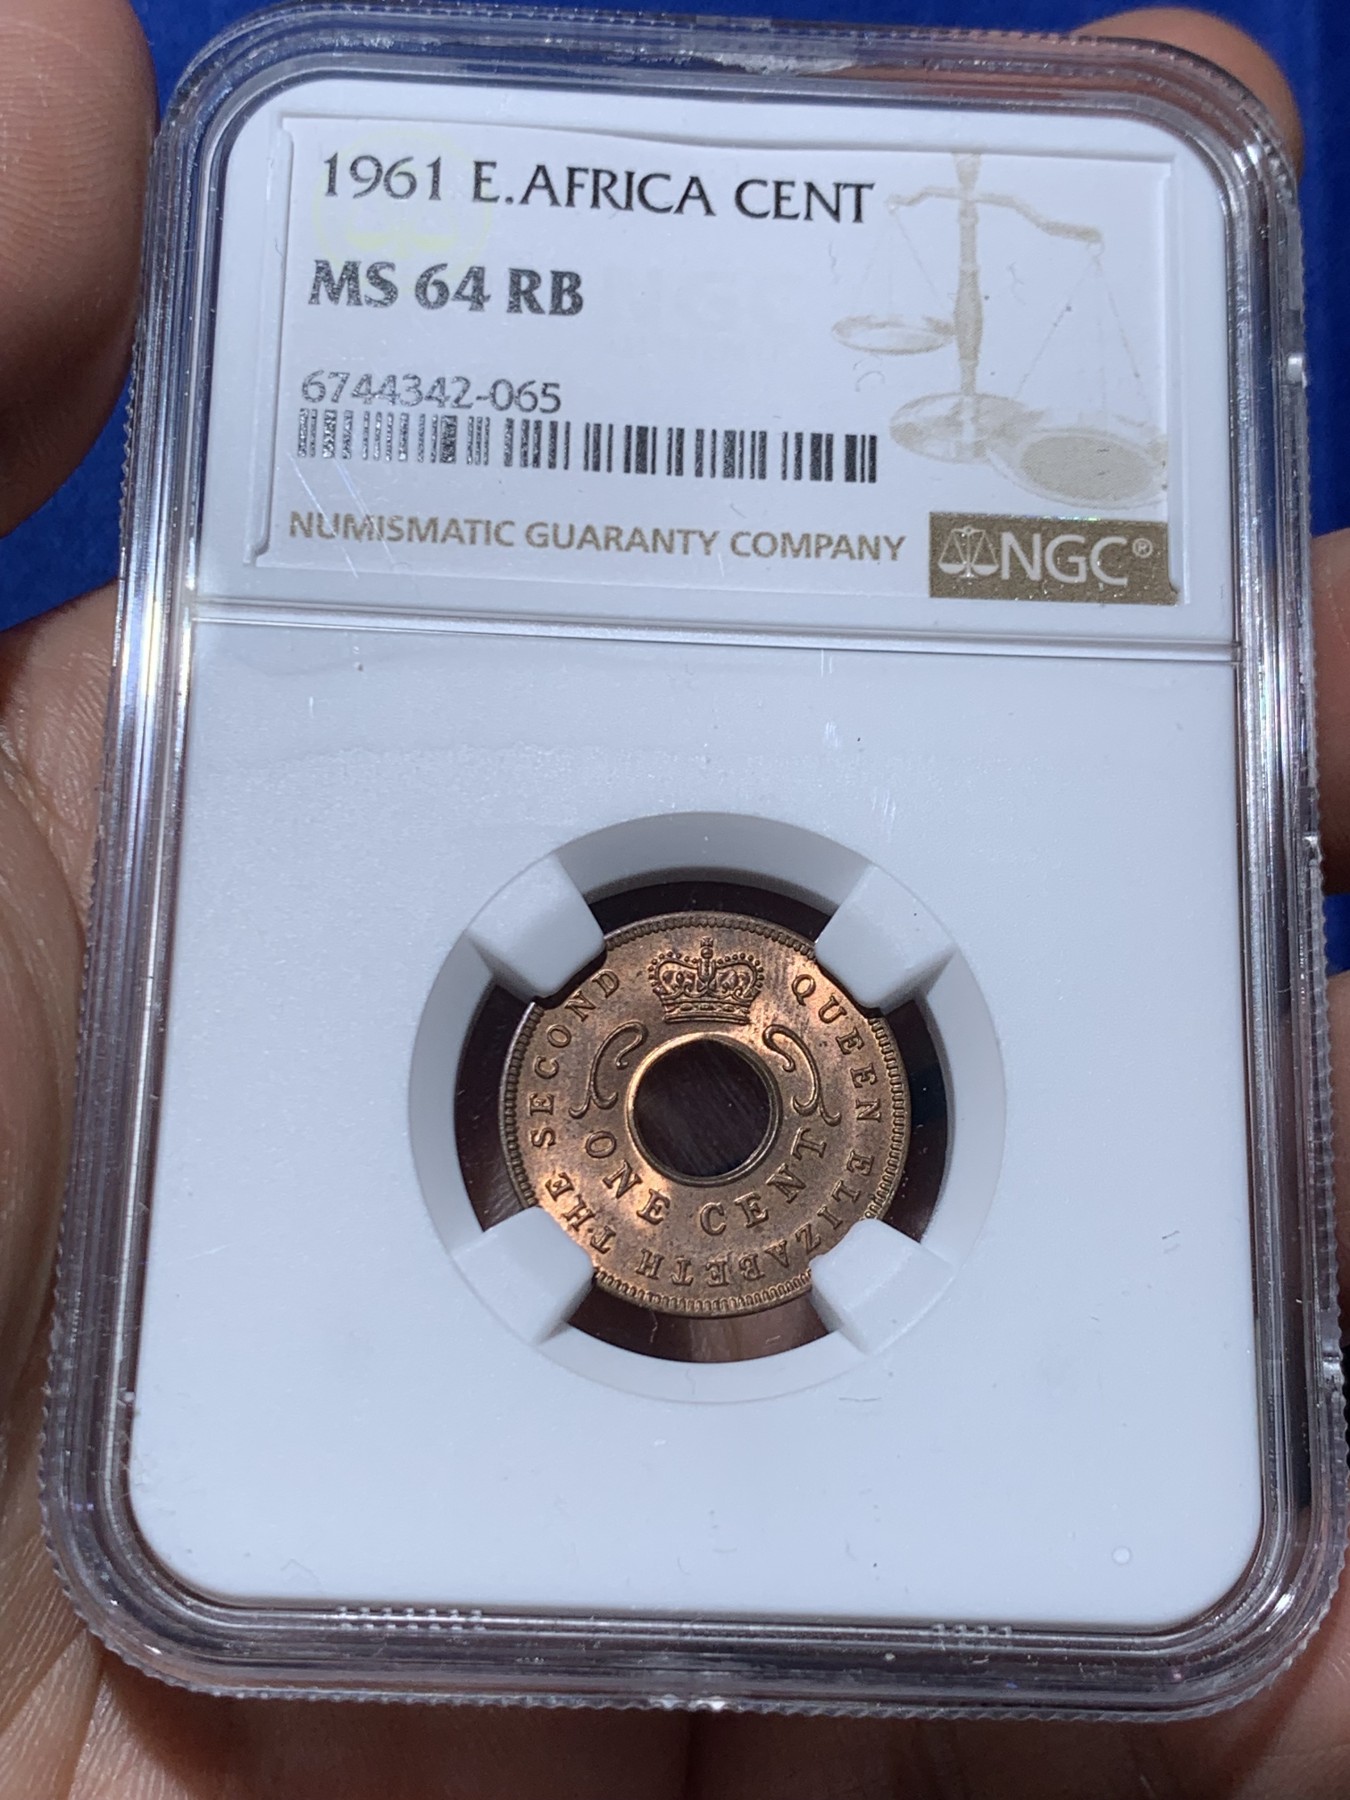 1961 E.AFRICA CENT
MS 64 RB
6744342-065
NUMISMATIC GUARANTY COMPANY
NGC®
QUEEN ELIZABETH THE SECOND
ONE CENT